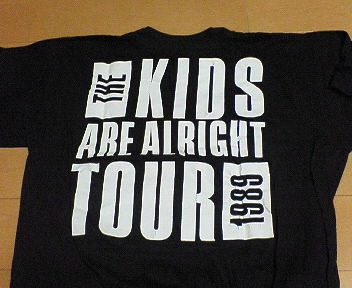 THE KIDS
ARE ALRIGHT
TOUR 1989